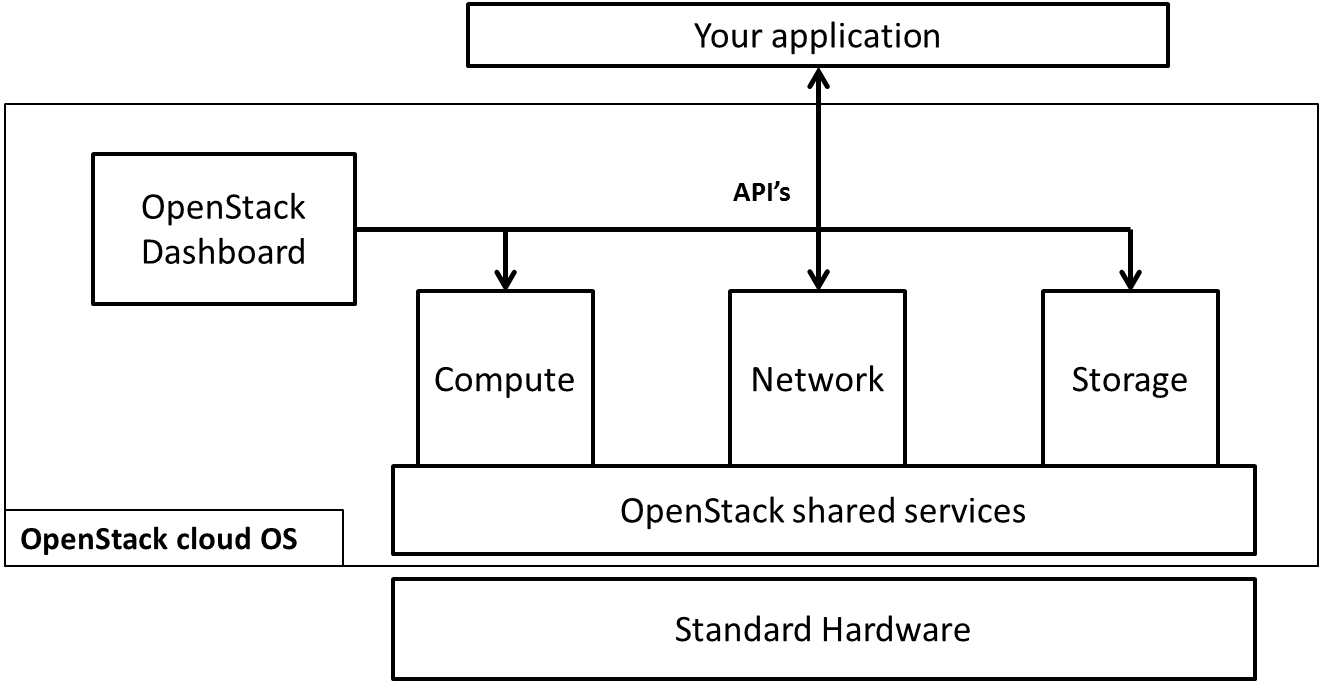 Your application
API's
OpenStack
Dashboard
Compute
Network
Storage
OpenStack shared services
OpenStack cloud OS
Standard Hardware